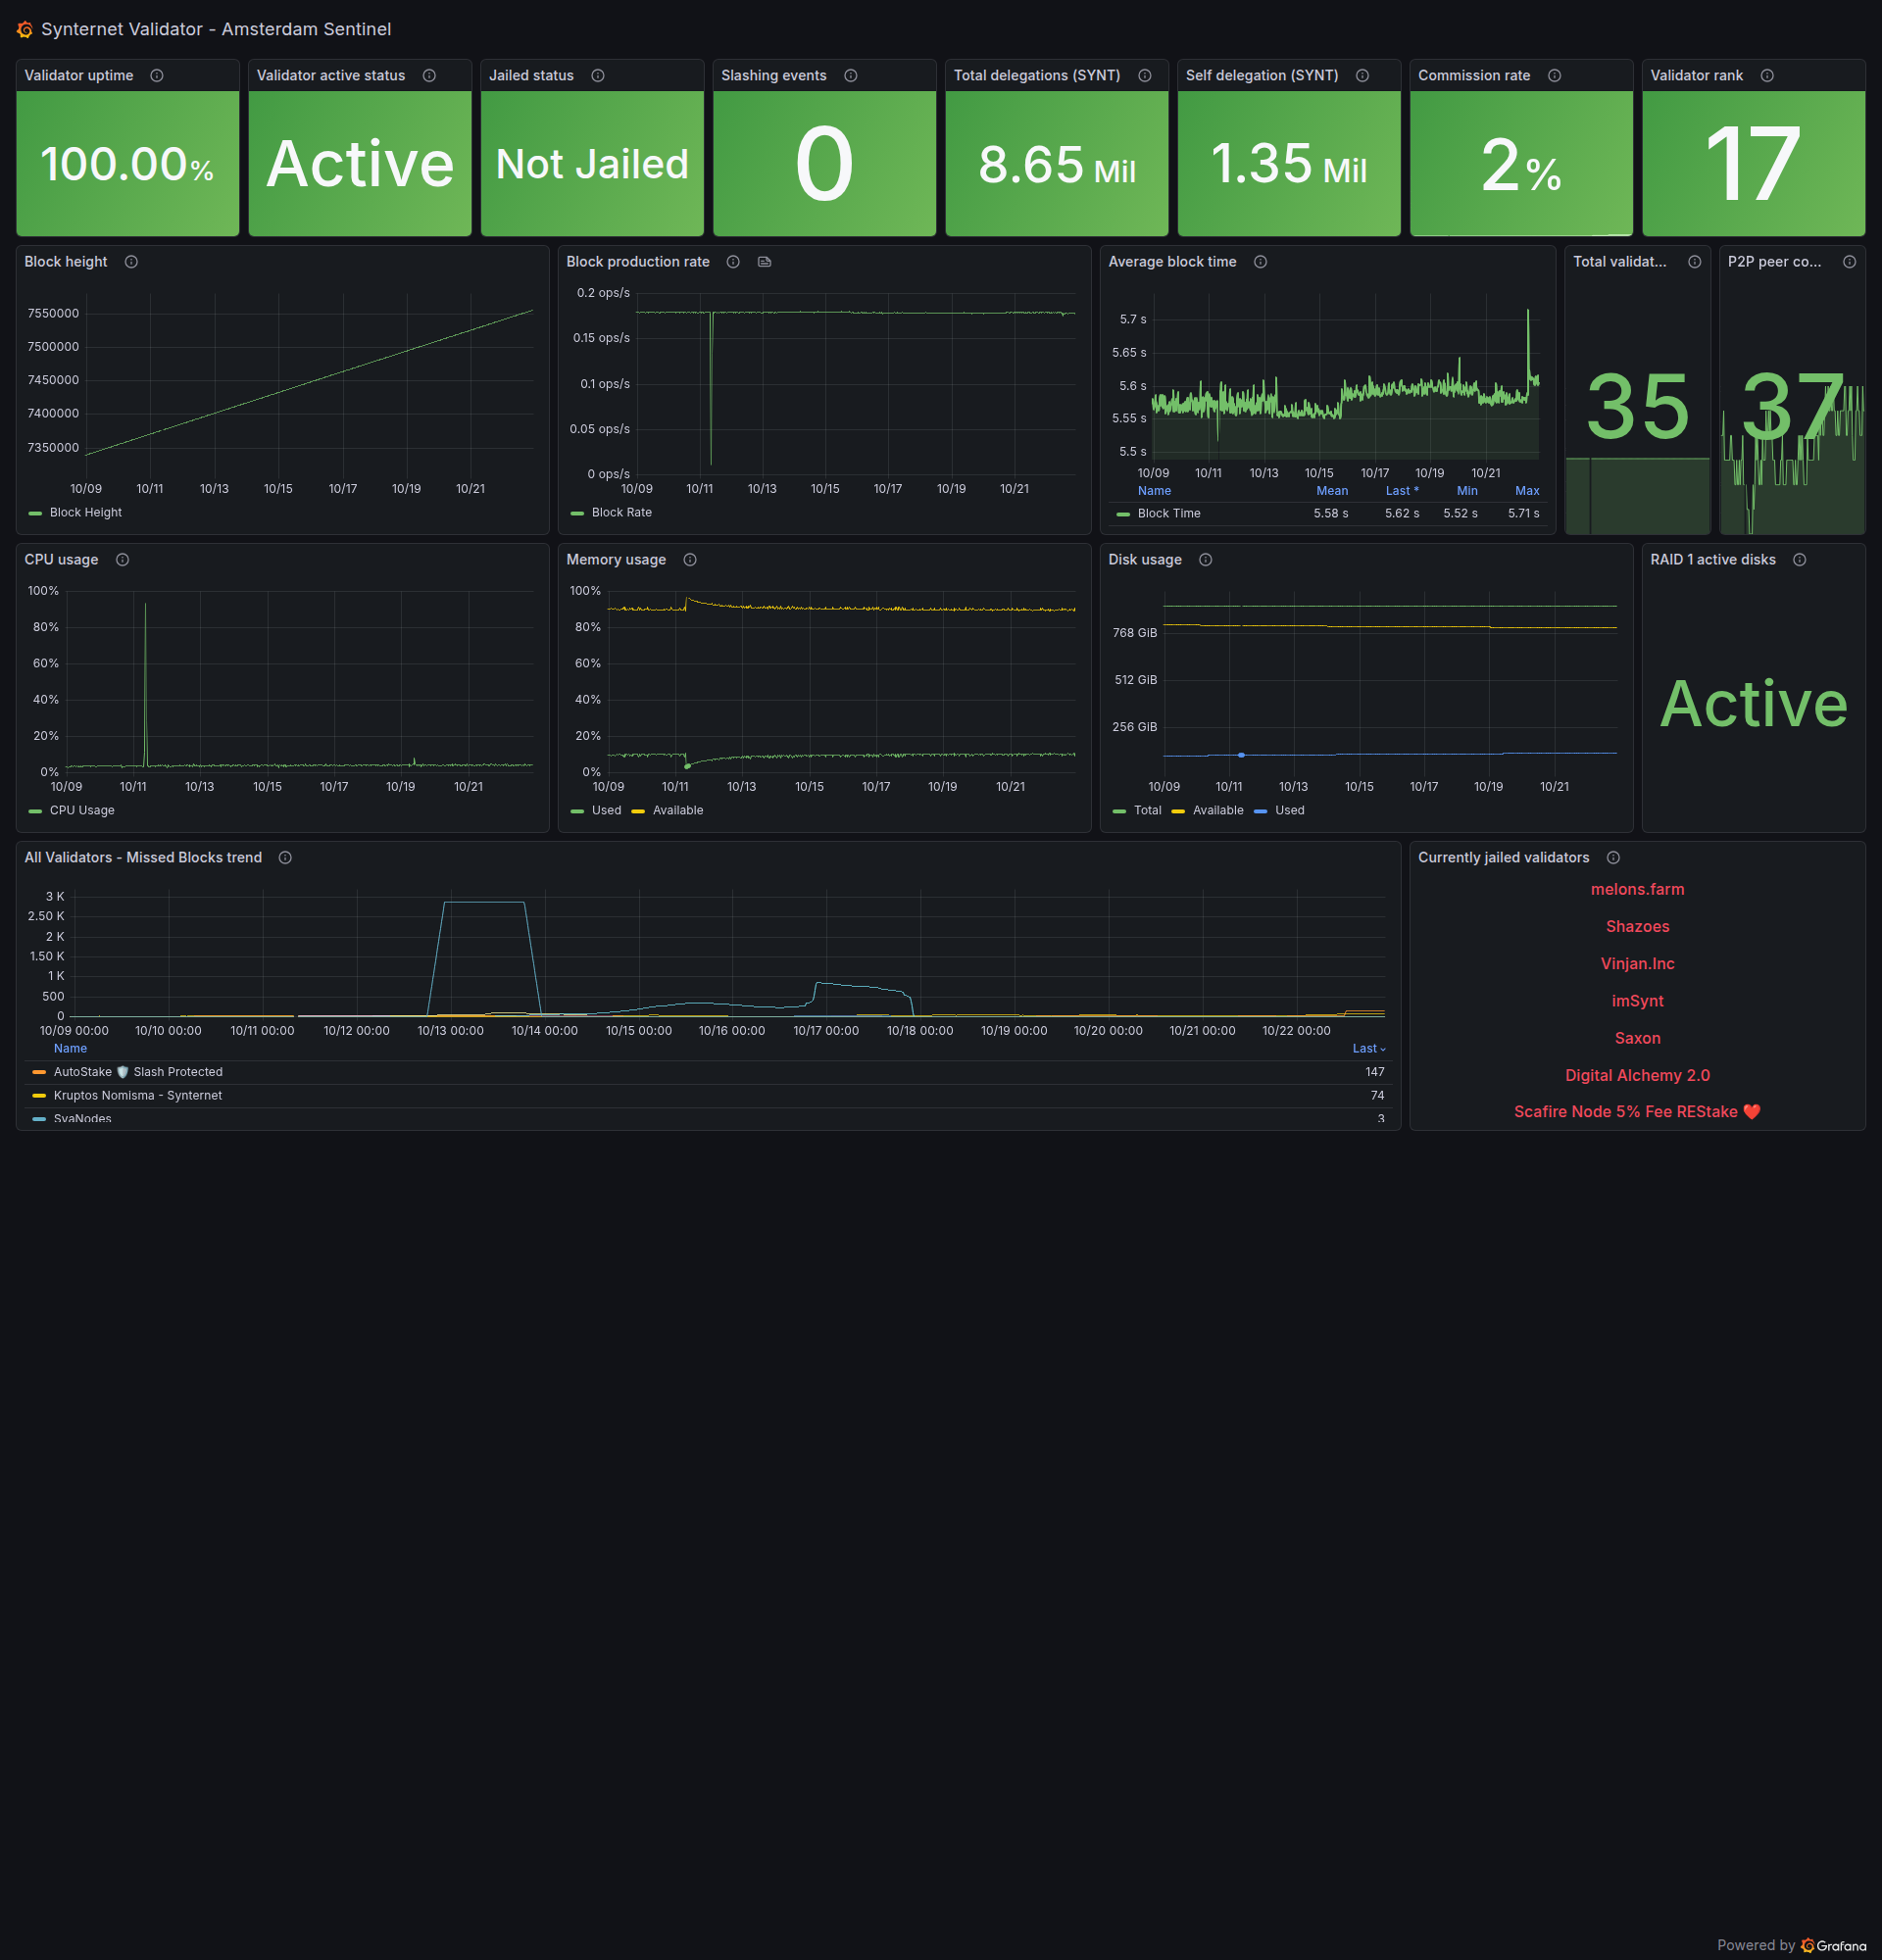 Synternet Validator - Amsterdam Sentinel
Validator uptime
100.00%
Validator active status
Active
Jailed status
Not Jailed
Slashing events
0
Total delegations (SYNT)
8.65 Mil
Self delegation (SYNT)
1.35 Mil
Commission rate
2%
Validator rank
17
Block height
7550000
7500000
7450000
7400000
7350000
10/09 10/11 10/13 10/15 10/17 10/19 10/21
Block Height
Block production rate
0.2 ops/s
0.15 ops/s
0.1 ops/s
0.05 ops/s
0 ops/s
10/09 10/11 10/13 10/15 10/17 10/19 10/21
Block Rate
Average block time
5.7 s
5.65 s
5.6 s
5.55 s
5.5 s
10/09 10/11 10/13 10/15 10/17 10/19 10/21
Name Mean Last * Min Max
Block TIme 5.58 s 5.62 s 5.52 s 5.71 s
Total validat...
35
P2P peer co...
37
CPU usage
100%
80%
60%
40%
20%
0%
10/09 10/11 10/13 10/15 10/17 10/19 10/21
CPU Usage
Memory usage
100%
80%
60%
40%
20%
0%
10/09 10/11 10/13 10/15 10/17 10/19 10/21
Used Available
Disk usage
768 GiB
512 GiB
256 GiB
10/09 10/11 10/13 10/15 10/17 10/19 10/21
Total Available Used
RAID 1 active disks
Active
All Validators - Missed Blocks trend
3 K
2.50 K
2 K
1.50 K
1 K
500
0
10/09 00:00 10/10 00:00 10/11 00:00 10/12 00:00 10/13 00:00 10/14 00:00 10/15 00:00 10/16 00:00 10/17 00:00 10/18 00:00 10/19 00:00 10/20 00:00 10/21 00:00 10/22 00:00
Name Last
AutoStake 🛡️ Slash Protected 147
Kruptos Nomisma - Synternet 74
SvaNodes 3
Currently jailed validators
melons.farm
Shazoes
Vinjan.Inc
imSynt
Saxon
Digital Alchemy 2.0
Scafire Node 5% Fee REStake ❤️
Powered by Grafana